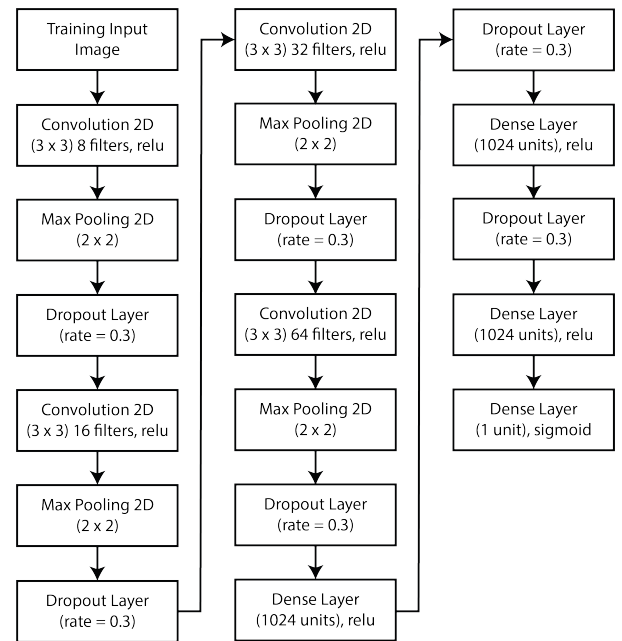 Training Input
Image
Convolution 2D
(3 x 3) 8 filters, relu
Max Pooling 2D
(2 x 2)
Dropout Layer
(rate = 0.3)
Convolution 2D
(3 x 3) 16 filters, relu
Max Pooling 2D
(2 x 2)
Dropout Layer
(rate = 0.3)
Convolution 2D
(3 x 3) 32 filters, relu
Max Pooling 2D
(2 x 2)
Dropout Layer
(rate = 0.3)
Convolution 2D
(3 x 3) 64 filters, relu
Max Pooling 2D
(2 x 2)
Dropout Layer
(rate = 0.3)
Dense Layer
(1024 units), relu
Dropout Layer
(rate = 0.3)
Dense Layer
(1024 units), relu
Dropout Layer
(rate = 0.3)
Dense Layer
(1024 units), relu
Dense Layer
(1 unit), sigmoid